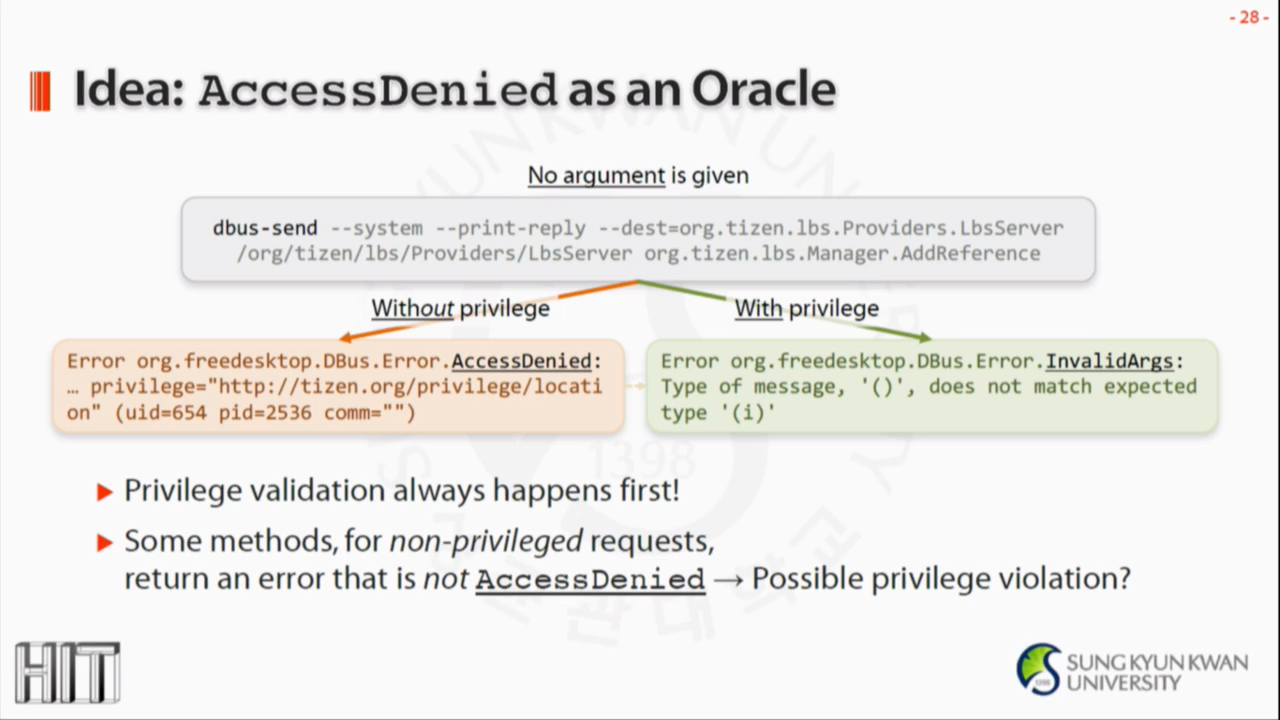 - 28 -
Idea: AccessDenied as an Oracle
No argument is given
dbus-send --system --print-reply --dest=org.tizen.lbs.Providers.LbsServer
/org/tizen/lbs/Providers/LbsServer org.tizen.lbs.Manager.AddReference
Without privilege
With privilege
Error org.freedesktop.DBus.Error.AccessDenied:
… privilege="http://tizen.org/privilege/locati
on" (uid=654 pid=2536 comm="")
Error org.freedesktop.DBus.Error.InvalidArgs:
Type of message, '()', does not match expected
type '(i)'
1398
Privilege validation always happens first!
Some methods, for non-privileged requests,
return an error that is not AccessDenied → Possible privilege violation?
HIT
1398
SUNG KYUN KWAN
UNIVERSITY